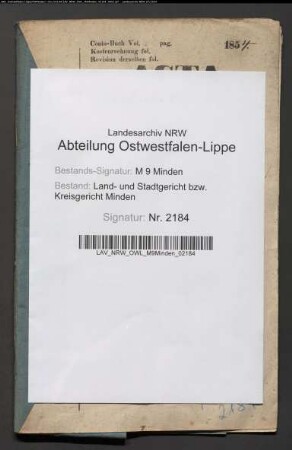 Conto-Buch Vol. pag. 185
Kostenrechnung fol.
Revision derselben fol.
ACTA
Landesarchiv NRW
Abteilung Ostwestfalen-Lippe
Bestands-Signatur: M 9 Minden
Bestand: Land- und Stadtgericht bzw.
Kreisgericht Minden
Signatur: Nr. 2184
LAV_NRW_OWL_M9Minden_02184